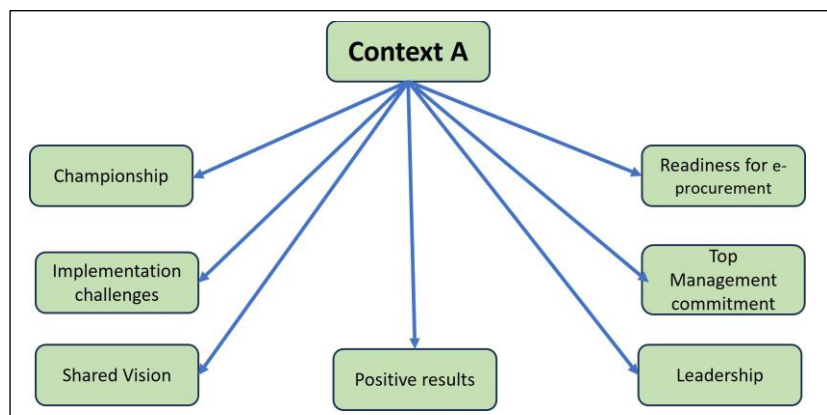 Context A
Championship
Readiness for e-
procurement
Implementation
challenges
Top
Management
commitment
Shared Vision
Positive results
Leadership